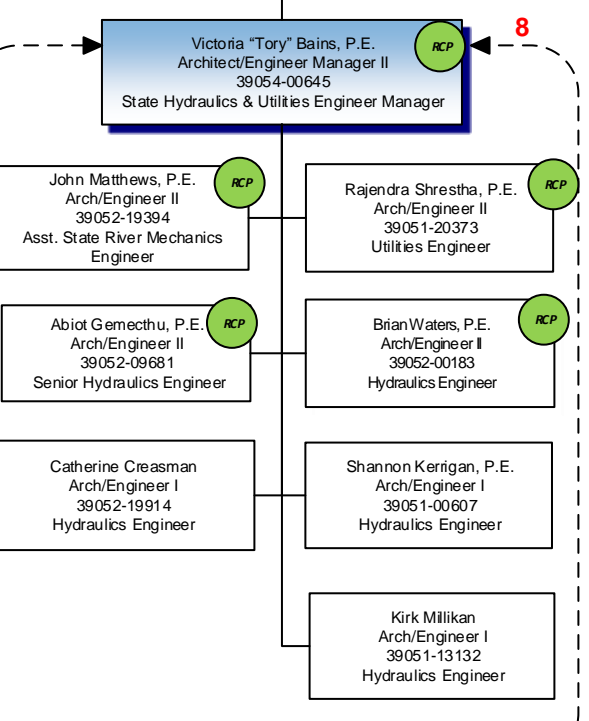 8
Victoria “Tory” Bains, P.E.
RCP
Architect/Engineer Manager II
39054-00645
State Hydraulics & Utilities Engineer Manager
John Matthews, P.E.
RCP
Arch/Engineer II
39052-19394
Asst. State River Mechanics
Engineer
Rajendra Shrestha, P.E.
RCP
Arch/Engineer II
39051-20373
Utilities Engineer
Abiot Gemecthu, P.E.
RCP
Arch/Engineer II
39052-09681
Senior Hydraulics Engineer
Brian Waters, P.E.
RCP
Arch/Engineer II
39052-00183
Hydraulics Engineer
Catherine Creasman
Arch/Engineer I
39052-19914
Hydraulics Engineer
Shannon Kerrigan, P.E.
Arch/Engineer I
39051-00607
Hydraulics Engineer
Kirk Millikan
Arch/Engineer I
39051-13132
Hydraulics Engineer